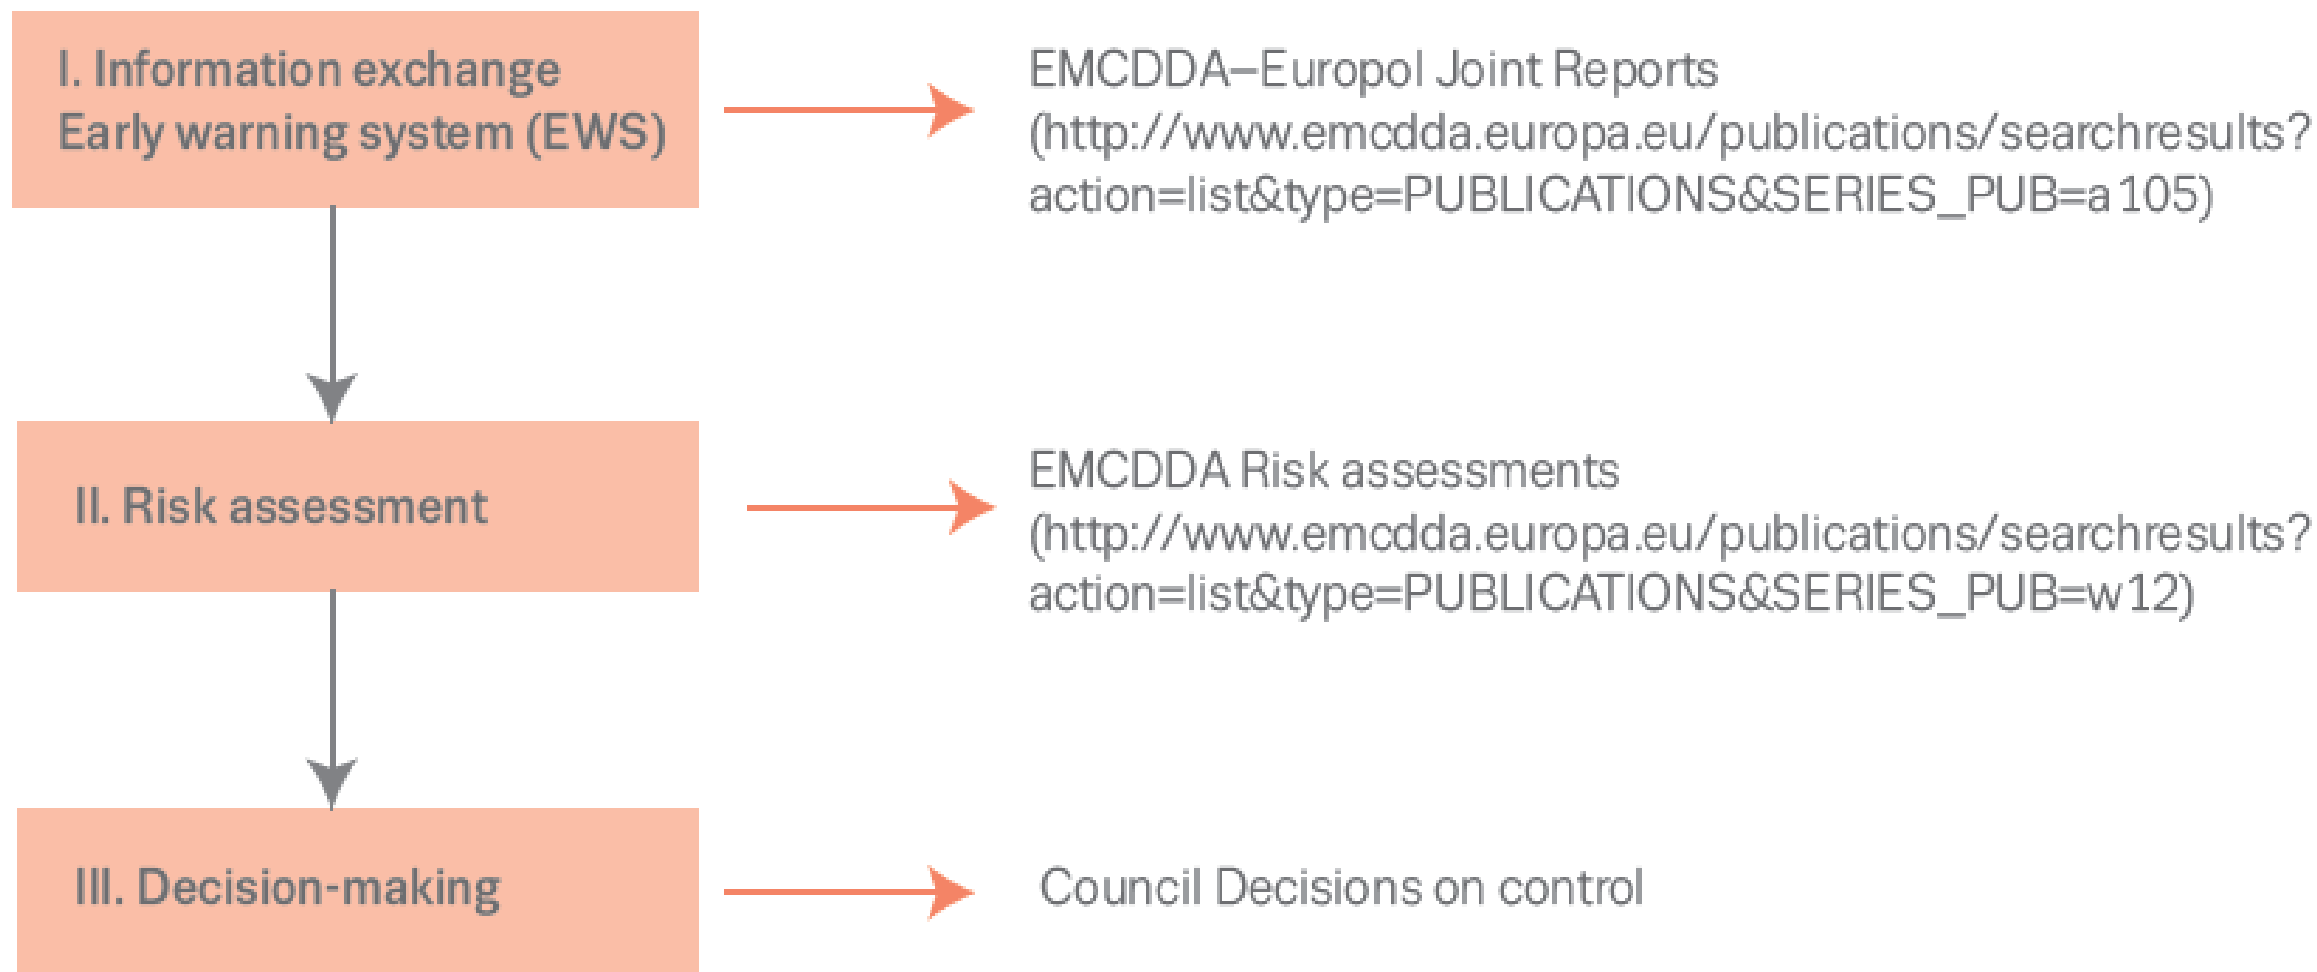 I. Information exchange
Early warning system (EWS)
EMCDDA–Europol Joint Reports
(http://www.emcdda.europa.eu/publications/searchresults?
action=list&type=PUBLICATIONS&SERIES_PUB=a105)
II. Risk assessment
EMCDDA Risk assessments
(http://www.emcdda.europa.eu/publications/searchresults?
action=list&type=PUBLICATIONS&SERIES_PUB=w12)
III. Decision-making
Council Decisions on control